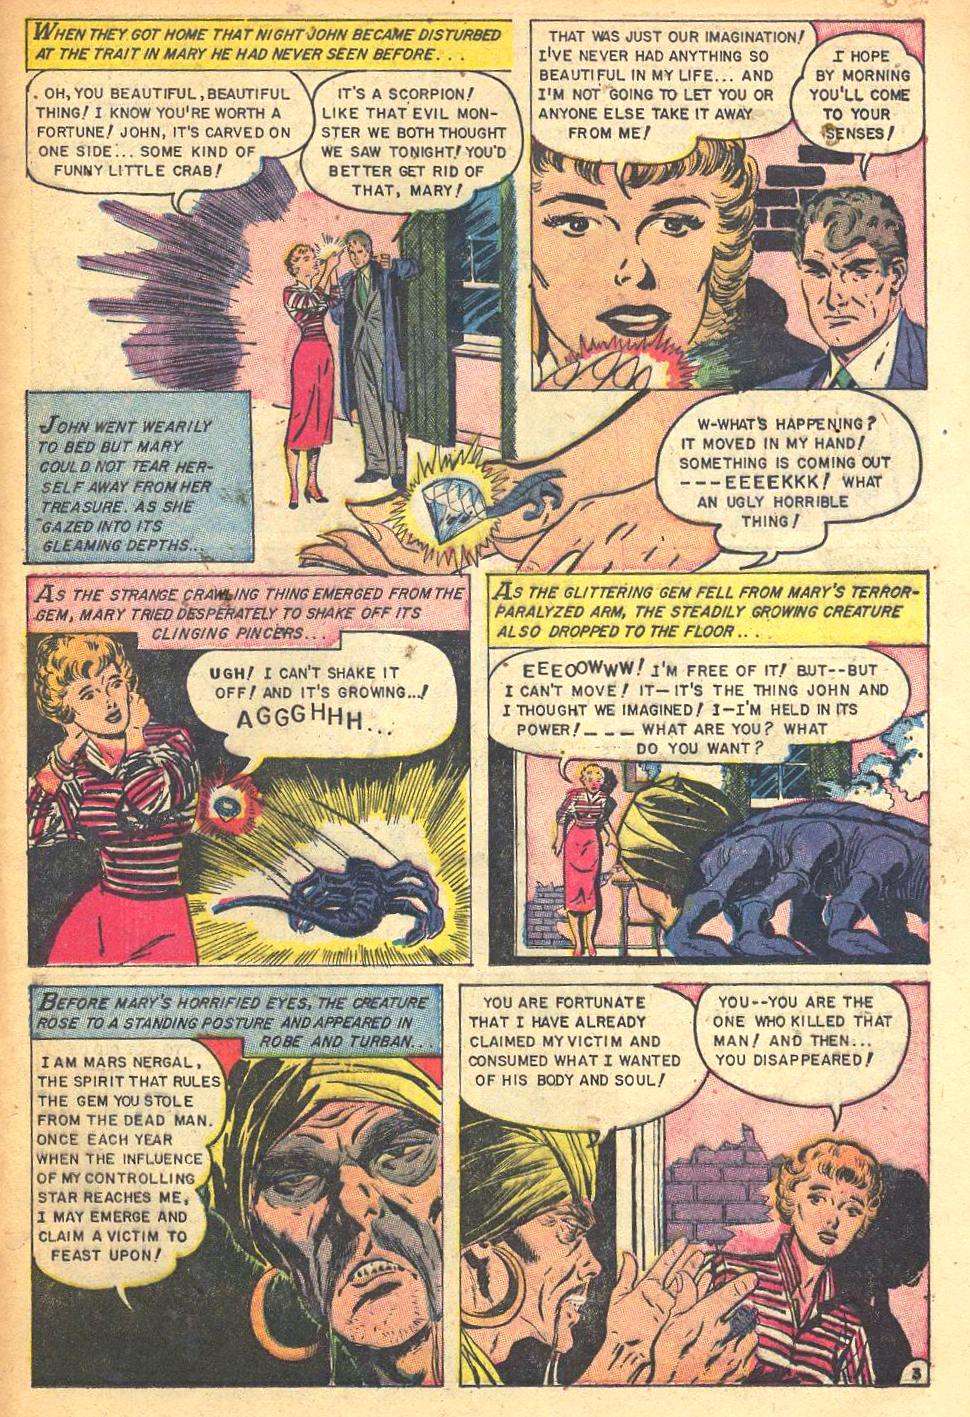 WHEN THEY GOT HOME THAT NIGHT JOHN BECAME DISTURBED
AT THE TRAIT IN MARY HE HAD NEVER SEEN BEFORE...
OH, YOU BEAUTIFUL, BEAUTIFUL
THING! I KNOW YOU'RE WORTH A
FORTUNE! JOHN, IT'S CARVED ON
ONE SIDE... SOME KIND OF
FUNNY LITTLE CRAB!
IT'S A SCORPION!
LIKE THAT EVIL MON-
STER WE BOTH THOUGHT
WE SAW TONIGHT! YOU'D
BETTER GET RID OF
THAT, MARY!
THAT WAS JUST OUR IMAGINATION!
I'VE NEVER HAD ANYTHING SO
BEAUTIFUL IN MY LIFE... AND
I'M NOT GOING TO LET YOU OR
ANYONE ELSE TAKE IT AWAY
FROM ME!
I HOPE
BY MORNING
YOU'LL COME
TO YOUR
SENSES!
JOHN WENT WEARILY
TO BED BUT MARY
COULD NOT TEAR HER-
SELF AWAY FROM HER
TREASURE. AS SHE
GAZED INTO ITS
GLEAMING DEPTHS...
W-WHAT'S HAPPENING?
IT MOVED IN MY HAND!
SOMETHING IS COMING OUT
---EEEEKKK! WHAT
AN UGLY HORRIBLE
THING!
AS THE STRANGE CRAWLING THING EMERGED FROM THE
GEM, MARY TRIED DESPERATELY TO SHAKE OFF ITS
CLINGING PINCERS...
UGH! I CAN'T SHAKE IT
OFF! AND IT'S GROWING...!
AGGGHHH...
AS THE GLITTERING GEM FELL FROM MARY'S TERROR-
PARALYZED ARM, THE STEADILY GROWING CREATURE
ALSO DROPPED TO THE FLOOR...
EEEOOWWW! I'M FREE OF IT! BUT--BUT
I CAN'T MOVE! IT—IT'S THE THING JOHN AND
I THOUGHT WE IMAGINED! I—I'M HELD IN ITS
POWER!___ WHAT ARE YOU? WHAT
DO YOU WANT?
BEFORE MARY'S HORRIFIED EYES, THE CREATURE
ROSE TO A STANDING POSTURE AND APPEARED IN
ROBE AND TURBAN...
I AM MARS NERGAL,
THE SPIRIT THAT RULES
THE GEM YOU STOLE
FROM THE DEAD MAN.
ONCE EACH YEAR
WHEN THE INFLUENCE
OF MY CONTROLLING
STAR REACHES ME,
I MAY EMERGE AND
CLAIM A VICTIM TO
FEAST UPON!
YOU ARE FORTUNATE
THAT I HAVE ALREADY
CLAIMED MY VICTIM AND
CONSUMED WHAT I WANTED
OF HIS BODY AND SOUL!
YOU--YOU ARE THE
ONE WHO KILLED THAT
MAN! AND THEN...
YOU DISAPPEARED!
3